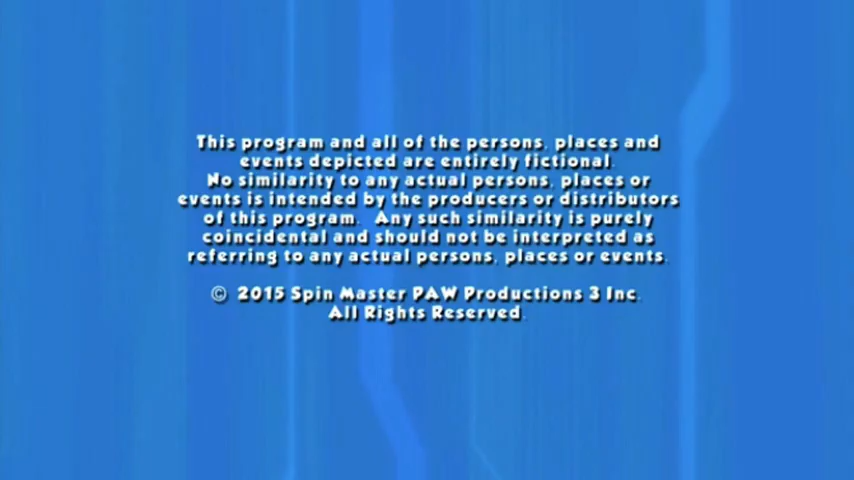 This program and all of the persons, places and
events depicted are entirely fictional.
No similarity to any actual persons, places or
events is intended by the producers or distributors
of this program. Any such similarity is purely
coincidental and should not be interpreted as
referring to any actual persons, places or events.
© 2015 Spin Master PAW Productions 3 Inc.
All Rights Reserved.